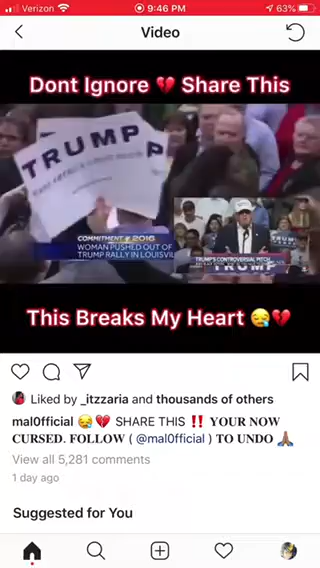 Verizon 9:46 PM 63%
Video
Dont Ignore 💔 Share This
TRUMP
COMMITMENT 2016
WOMAN PUSHED OUT OF
TRUMP RALLY IN LOUISVIL
TRUMP'S CONTROVERSIAL PITCH
TRUMP
This Breaks My Heart 😪💔
Liked by _itzzaria and thousands of others
mal0fficial 😪💔 SHARE THIS ‼️ YOUR NOW
CURSED. FOLLOW ( @mal0fficial ) TO UNDO 🙏🏽
View all 5,281 comments
1 day ago
Suggested for You